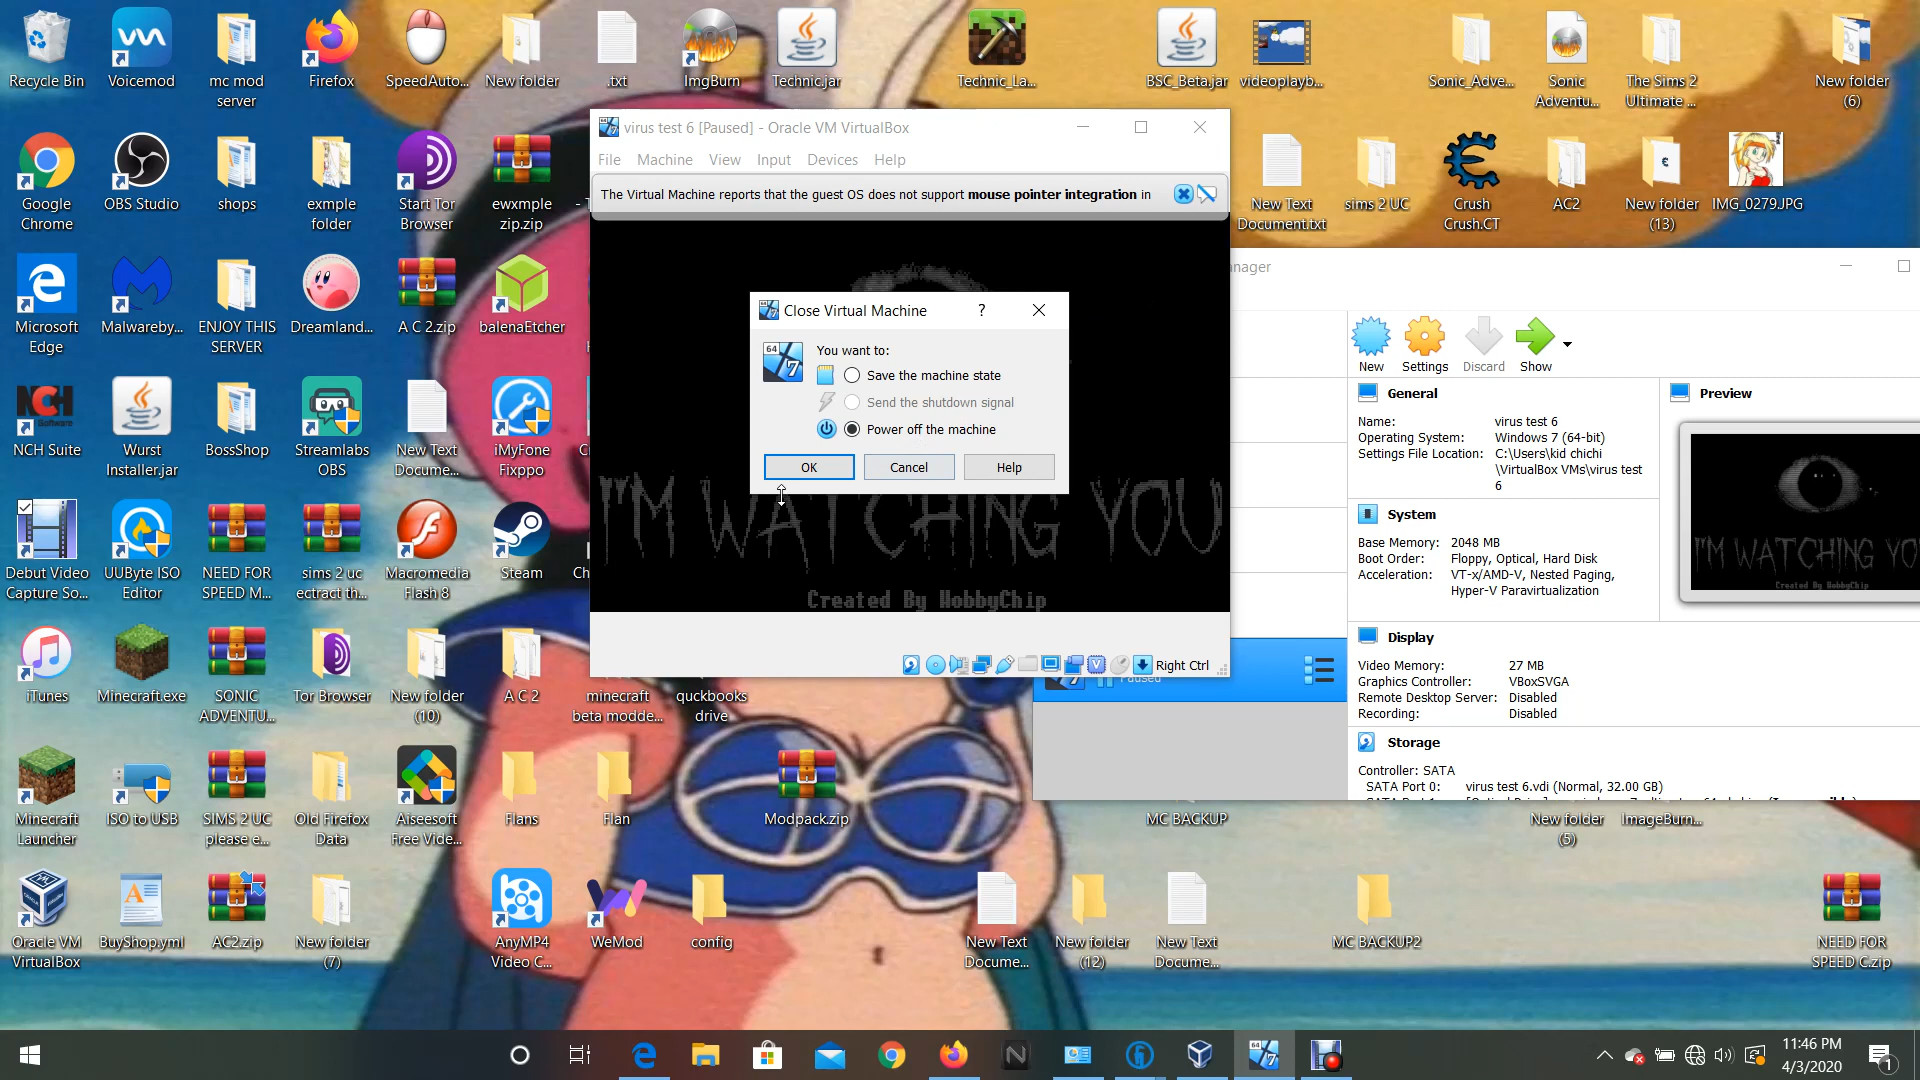 Recycle Bin
Voicemod
mc mod
server
Firefox
SpeedAuto...
New folder
.txt
ImgBurn
Technic.jar
Technic_La...
BSC_Beta.jar
videoplayb...
Sonic_Adve...
Sonic
Adventu...
The Sims 2
Ultimate ...
New folder
(6)
Google
Chrome
OBS Studio
shops
exmple
folder
Start Tor
Browser
ewxmple
zip.zip
New Text
Document.txt
sims 2 UC
Crush
Crush.CT
AC2
New folder
(13)
IMG_0279.JPG
Microsoft
Edge
Malwareby...
ENJOY THIS
SERVER
Dreamland...
A C 2.zip
balenaEtcher
NCH Suite
Wurst
Installer.jar
BossShop
Streamlabs
OBS
New Text
Docume...
iMyFone
Fixppo
Debut Video
Capture So...
UUByte ISO
Editor
NEED FOR
SPEED M...
sims 2 uc
ectract th...
Macromedia
Flash 8
Steam
iTunes
Minecraft.exe
SONIC
ADVENTU...
Tor Browser
New folder
(10)
A C 2
minecraft
beta modde...
quckbooks
drive
Minecraft
Launcher
ISO to USB
SIMS 2 UC
please e...
Old Firefox
Data
Aiseesoft
Free Vide...
Flans
Flan
Modpack.zip
MC BACKUP
New folder
(5)
ImageBurn...
Oracle VM
VirtualBox
BuyShop.yml
AC2.zip
New folder
(7)
AnyMP4
Video C...
WeMod
config
New Text
Docume...
New folder
(12)
New Text
Docume...
MC BACKUP2
NEED FOR
SPEED C.zip
virus test 6 [Paused] - Oracle VM VirtualBox
File Machine View Input Devices Help
The Virtual Machine reports that the guest OS does not support mouse pointer integration in
Close Virtual Machine
?
64
7
You want to:
Save the machine state
Send the shutdown signal
Power off the machine
OK Cancel Help
I'M WATCHING YOU
Created By WobbyChip
Right Ctrl
New
Settings
Discard
Show
General
Name: virus test 6
Operating System: Windows 7 (64-bit)
Settings File Location: C:\Users\kid chichi
\VirtualBox VMs\virus test
6
System
Base Memory: 2048 MB
Boot Order: Floppy, Optical, Hard Disk
Acceleration: VT-x/AMD-V, Nested Paging,
Hyper-V Paravirtualization
Display
Video Memory: 27 MB
Graphics Controller: VBoxSVGA
Remote Desktop Server: Disabled
Recording: Disabled
Storage
Controller: SATA
SATA Port 0: virus test 6.vdi (Normal, 32.00 GB)
Preview
I'M WATCHING YO
Created By WobbyChip
Paused
11:46 PM
4/3/2020
1